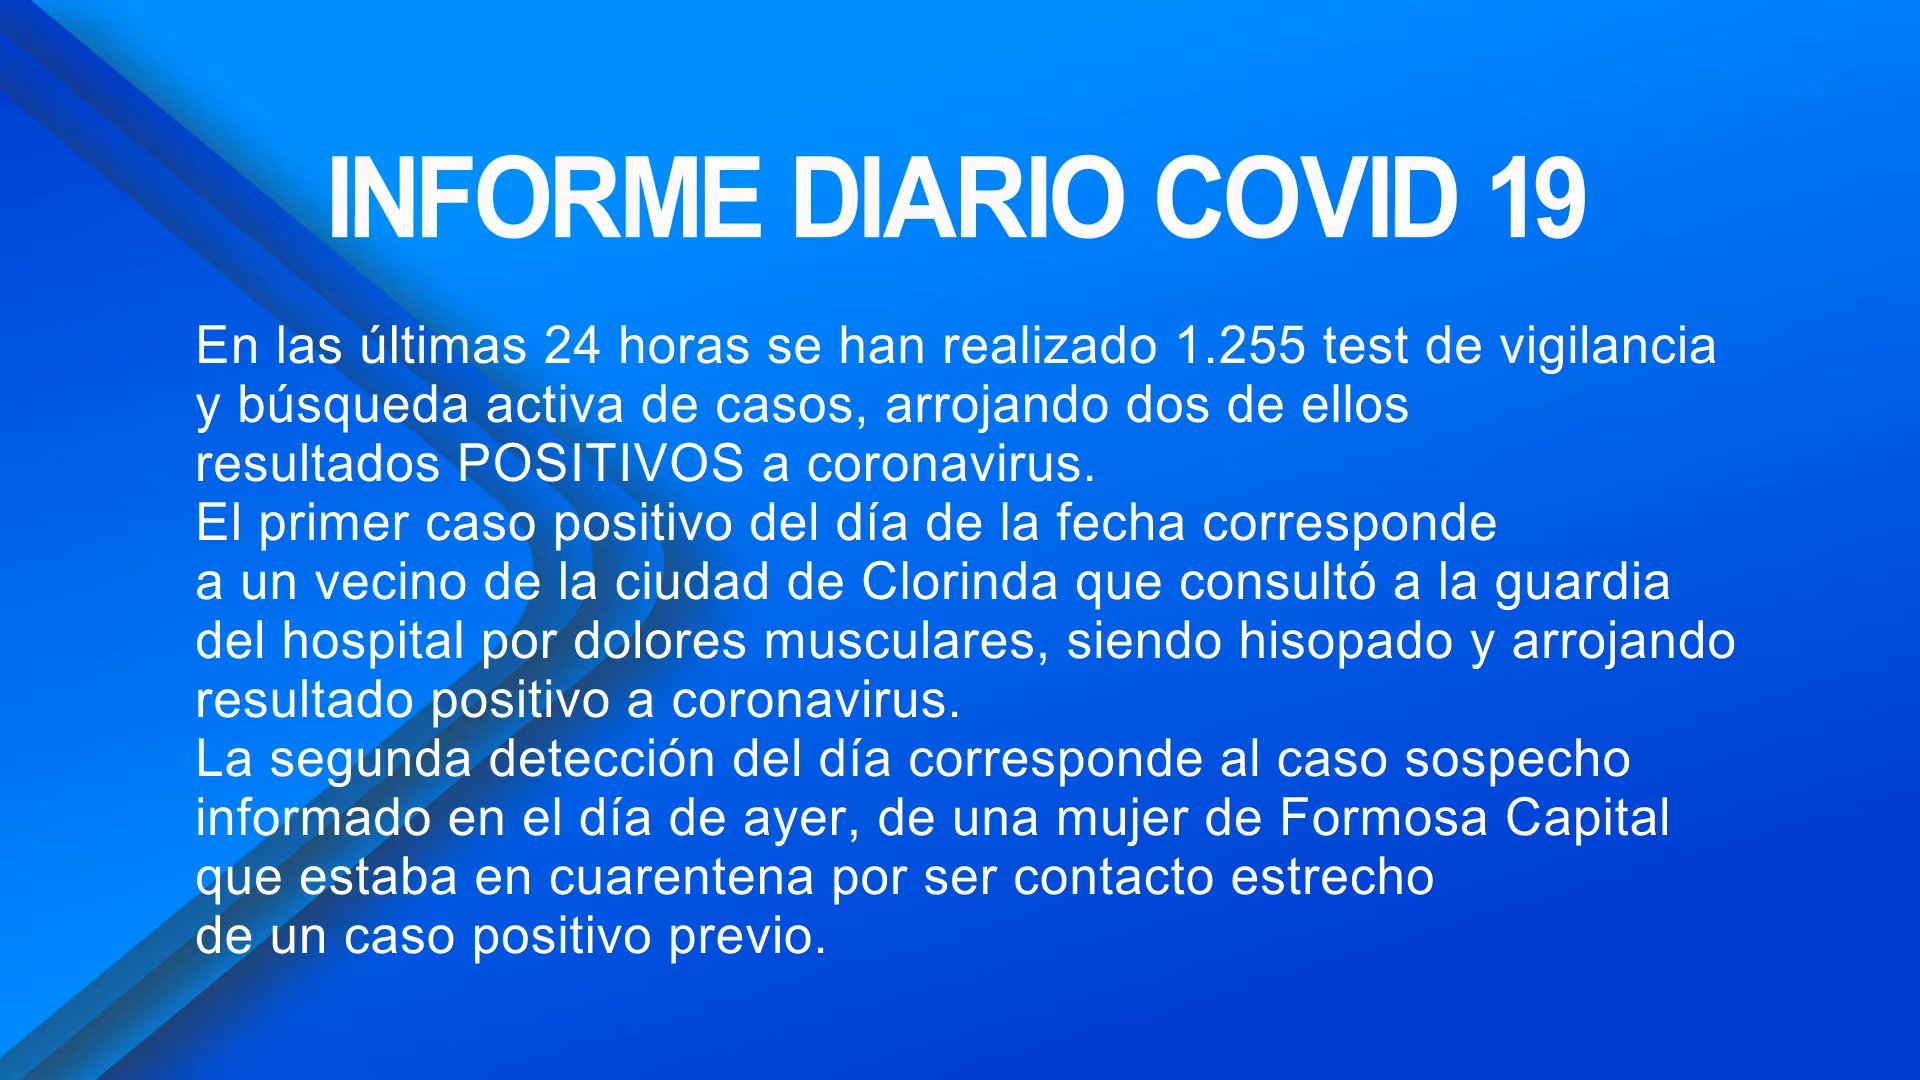 INFORME DIARIO COVID 19
En las últimas 24 horas se han realizado 1.255 test de vigilancia
y búsqueda activa de casos, arrojando dos de ellos
resultados POSITIVOS a coronavirus.
El primer caso positivo del día de la fecha corresponde
a un vecino de la ciudad de Clorinda que consultó a la guardia
del hospital por dolores musculares, siendo hisopado y arrojando
resultado positivo a coronavirus.
La segunda detección del día corresponde al caso sospecho
informado en el día de ayer, de una mujer de Formosa Capital
que estaba en cuarentena por ser contacto estrecho
de un caso positivo previo.